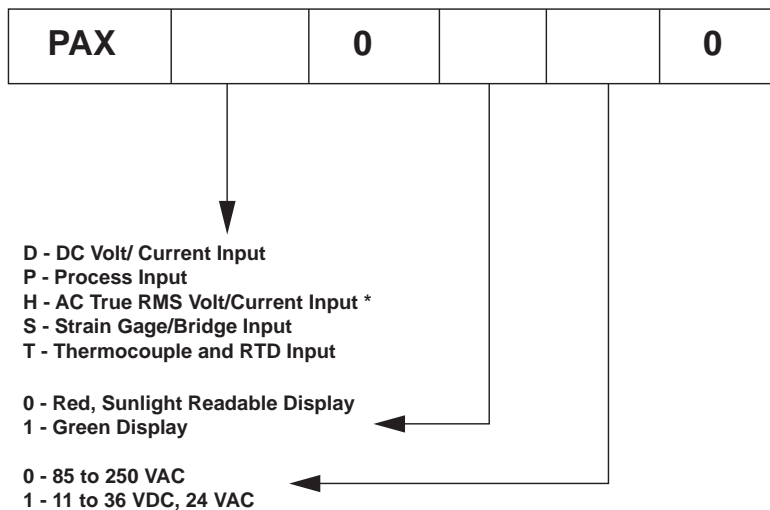 PAX 0 0
D - DC Volt/ Current Input
P - Process Input
H - AC True RMS Volt/Current Input *
S - Strain Gage/Bridge Input
T - Thermocouple and RTD Input
0 - Red, Sunlight Readable Display
1 - Green Display
0 - 85 to 250 VAC
1 - 11 to 36 VDC, 24 VAC